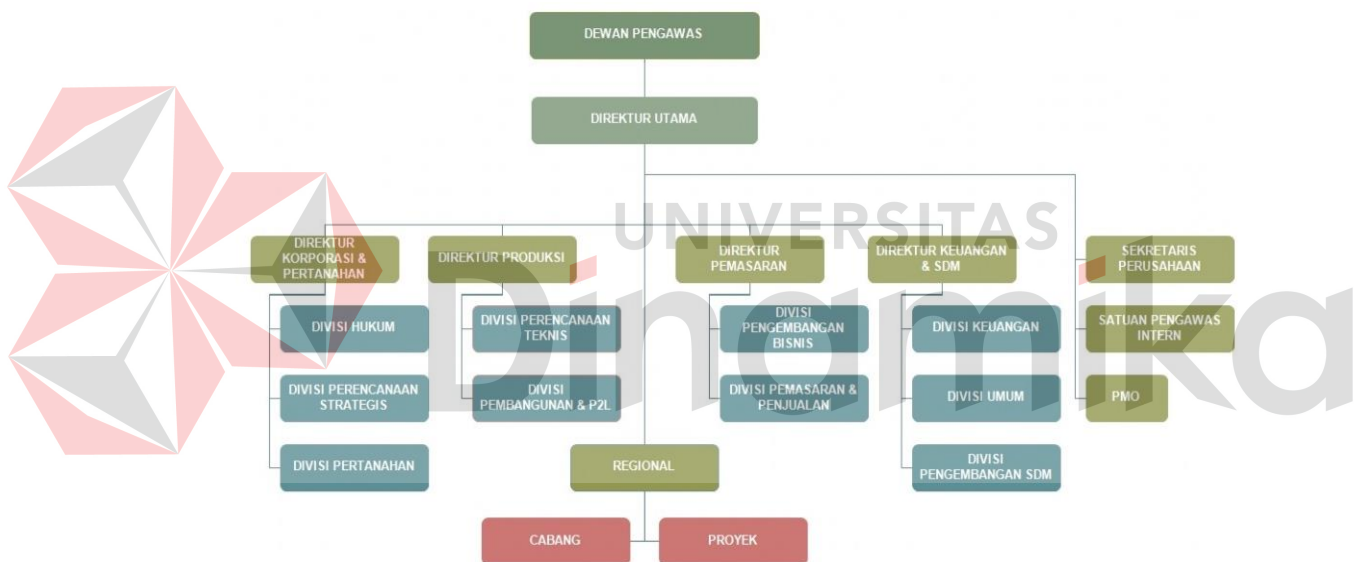 DEWAN PENGAWAS
DIREKTUR UTAMA
UNIVERSITAS
Dinamika
DIREKTUR
KORPORASI &
PERTANAHAN
DIREKTUR PRODUKSI
DIREKTUR
PEMASARAN
DIREKTUR KEUANGAN
& SDM
SEKRETARIS
PERUSAHAAN
DIVISI HUKUM
DIVISI PERENCANAAN
TEKNIS
DIVISI
PENGEMBANGAN
BISNIS
DIVISI KEUANGAN
SATUAN PENGAWAS
INTERN
DIVISI PERENCANAAN
STRATEGIS
DIVISI
PEMBANGUNAN & P2L
DIVISI PEMASARAN &
PENJUALAN
DIVISI UMUM
PMO
DIVISI PERTANAHAN
REGIONAL
DIVISI
PENGEMBANGAN SDM
CABANG
PROYEK